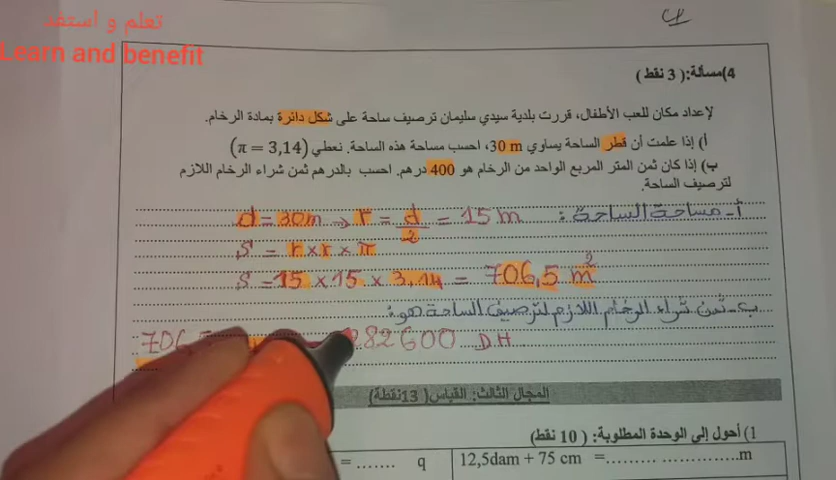 تعلم و أستفد
Learn and benefit
4)مسألة:( 3 نقط )
لإعداد مكان للعب الأطفال، قررت بلدية سيدي سليمان ترصيف ساحة على شكل دائرة بمادة الرخام.
أ) إذا علمت أن قطر الساحة يساوي 30 m، احسب مساحة هذه الساحة. نعطي (π = 3,14)
ب) إذا كان ثمن المتر المربع الواحد من الرخام هو 400 درهم. احسب بالدرهم ثمن شراء الرخام اللازم
لترصيف الساحة.
أ- مساحة الساحة: d = 30m → r = d/2 = 15 m
S = r × r × π
S = 15 × 15 × 3,14 = 706,5 m²
ب- ثمن شراء الرخام اللازم لترصيف الساحة هو:
706,5 282600 DH
المجال الثالث: القياس( 13نقطة)
1) أحول إلى الوحدة المطلوبة: ( 10 نقط)
= ....... q
12,5dam + 75 cm =......... ..............m